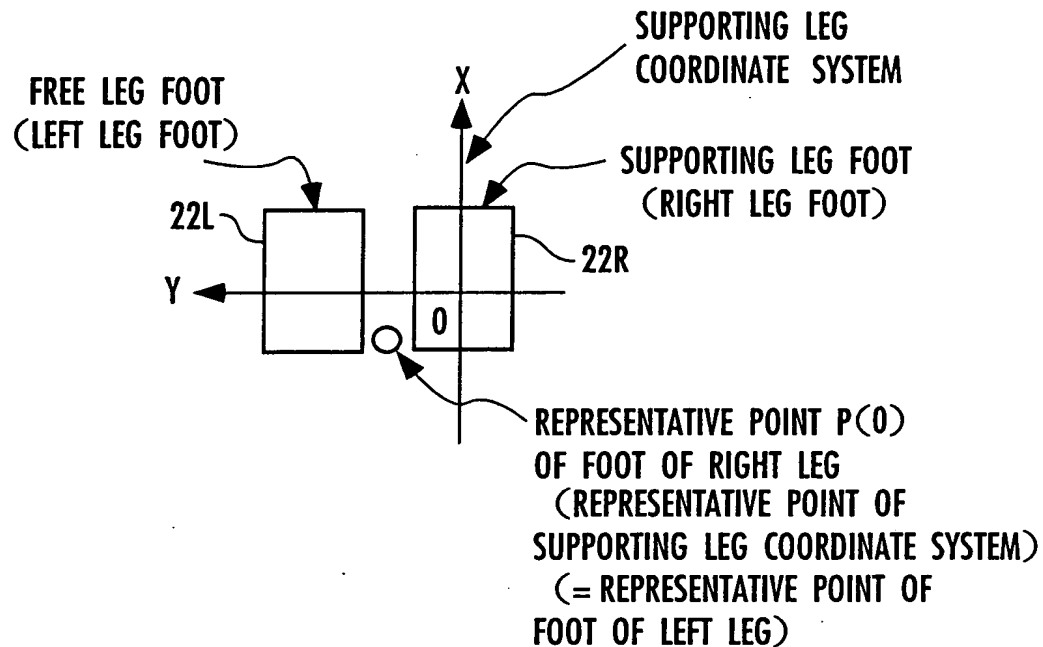 SUPPORTING LEG
COORDINATE SYSTEM
X
FREE LEG FOOT
(LEFT LEG FOOT)
SUPPORTING LEG FOOT
(RIGHT LEG FOOT)
22L
22R
Y
0
REPRESENTATIVE POINT P(0)
OF FOOT OF RIGHT LEG
(REPRESENTATIVE POINT OF
SUPPORTING LEG COORDINATE SYSTEM)
(= REPRESENTATIVE POINT OF
FOOT OF LEFT LEG)